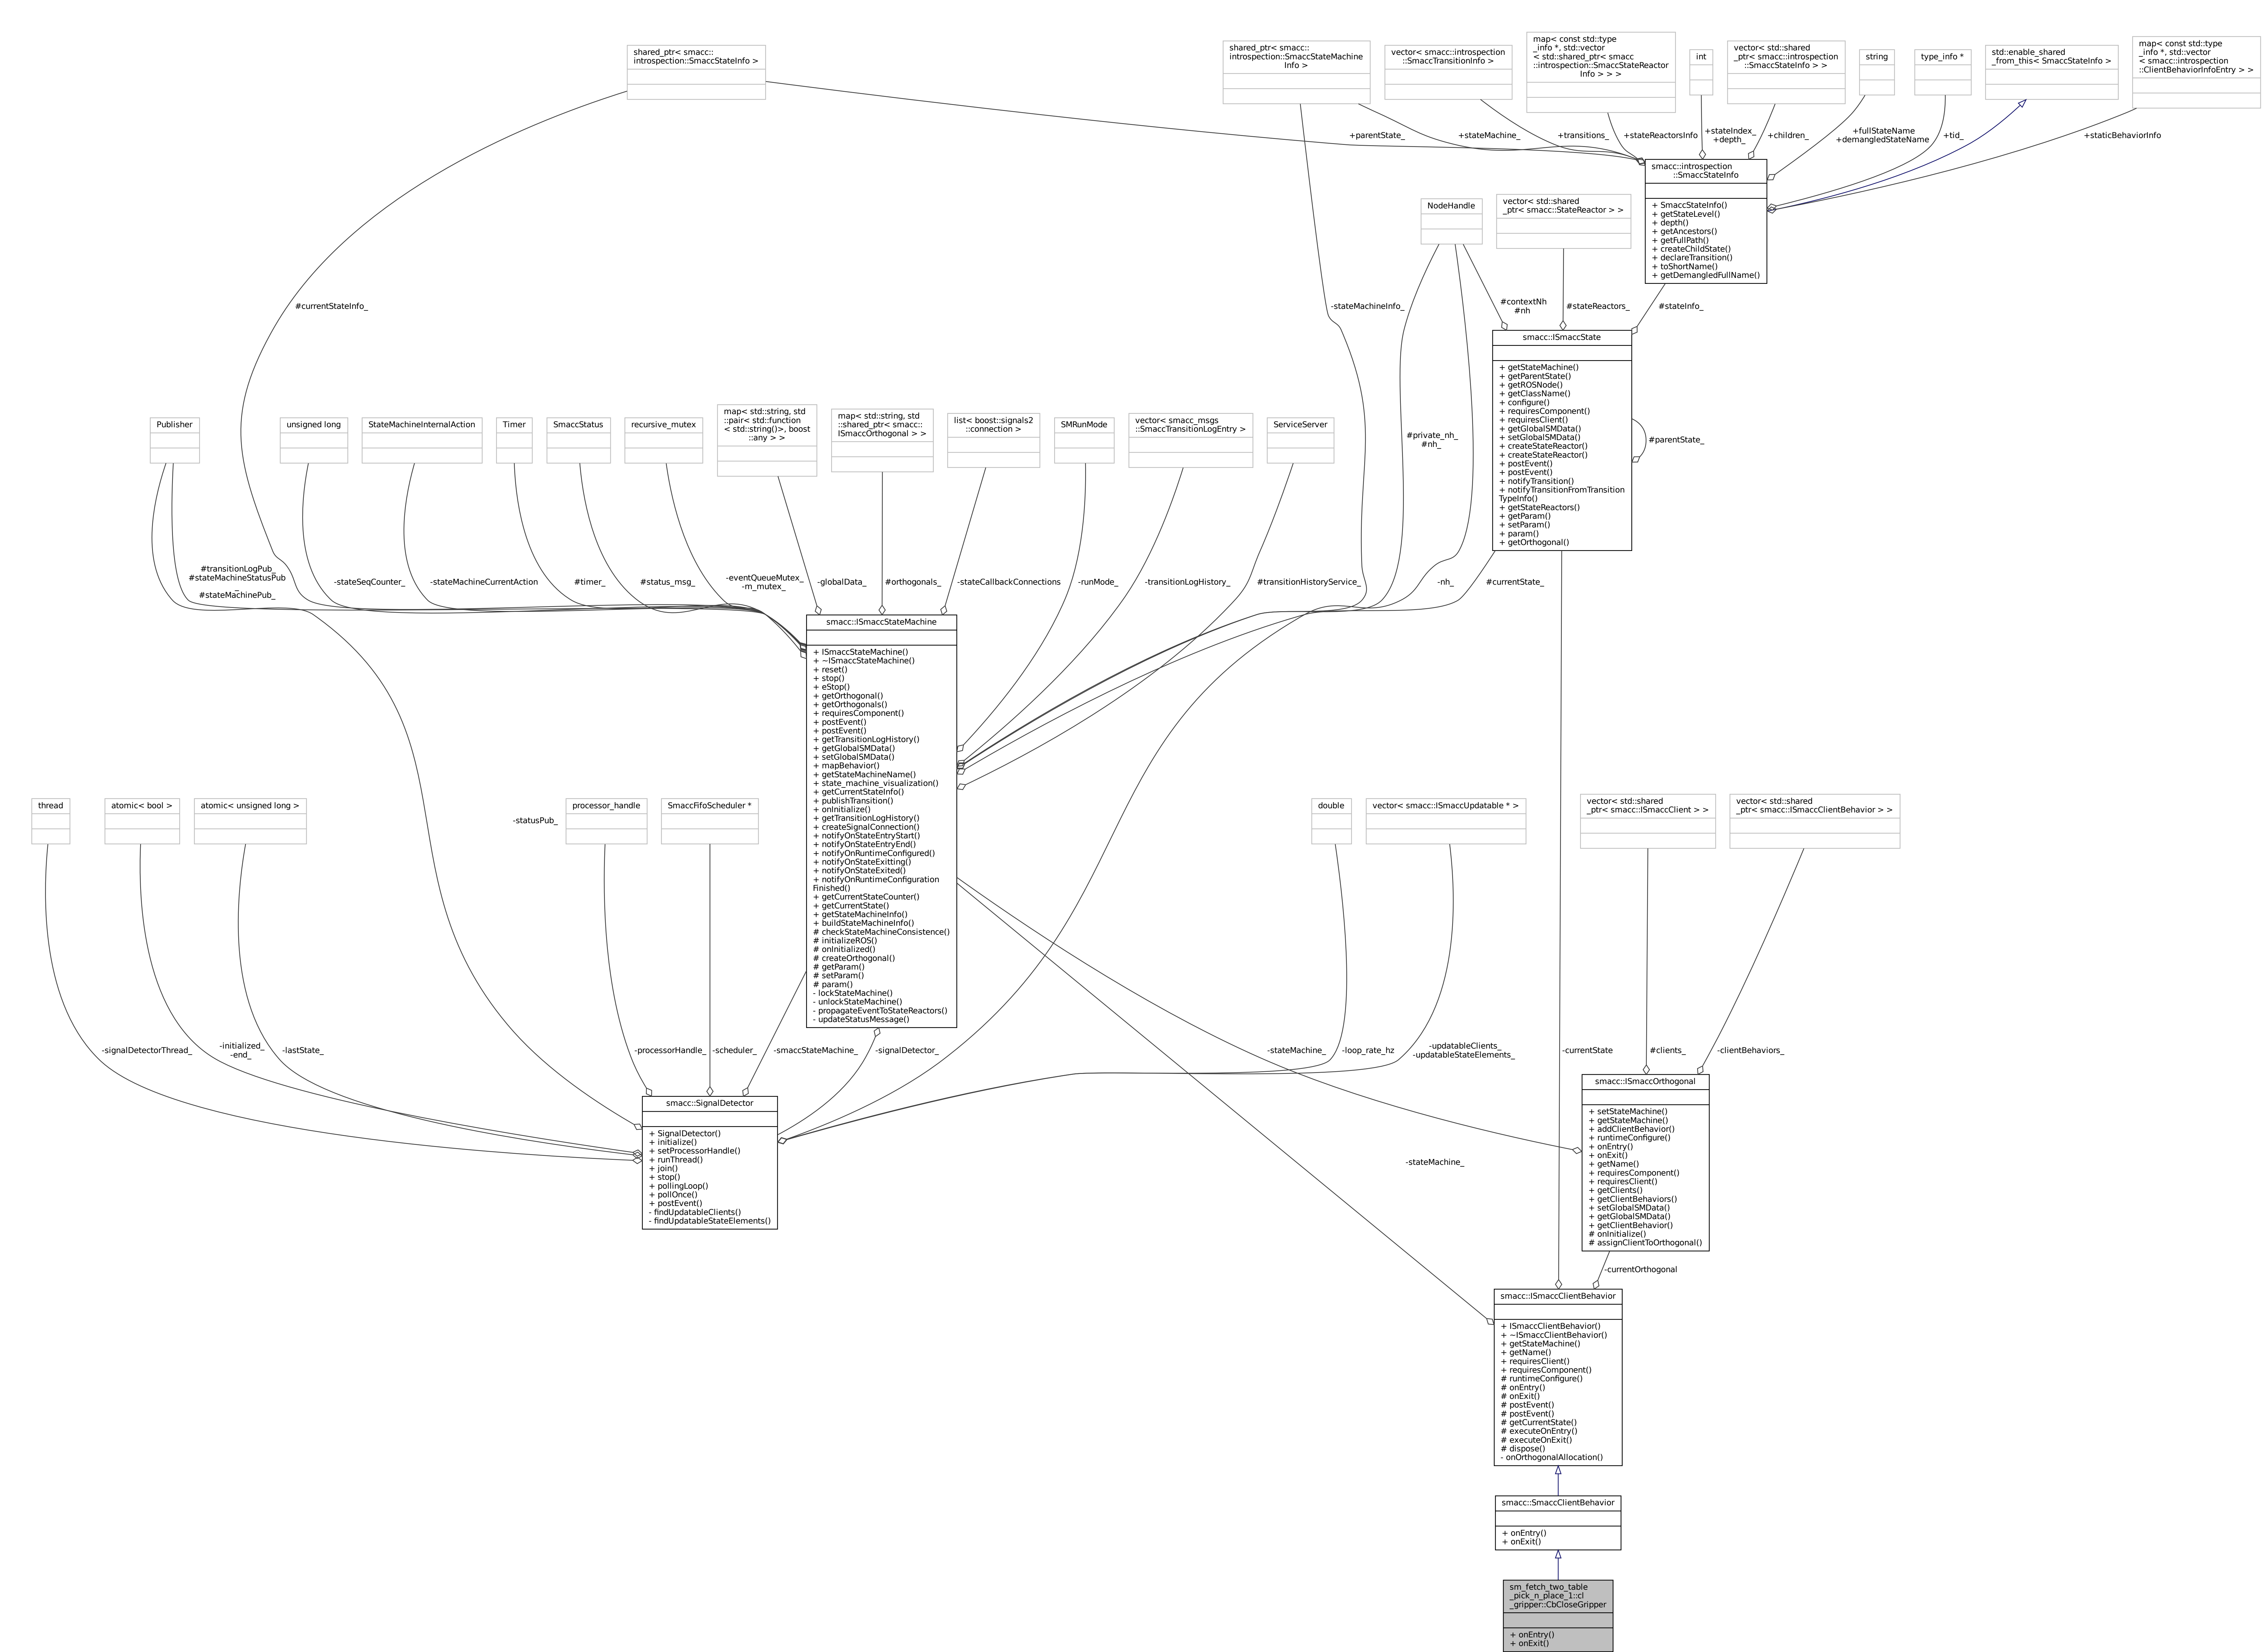 shared_ptr< smacc::
introspection::SmaccStateInfo >
shared_ptr< smacc::
introspection::SmaccStateMachine
Info >
vector< smacc::introspection
::SmaccTransitionInfo >
map< const std::type
_info *, std::vector
< std::shared_ptr< smacc
::introspection::SmaccStateReactor
Info > > >
int
vector< std::shared
_ptr< smacc::introspection
::SmaccStateInfo > >
string
type_info *
std::enable_shared
_from_this< SmaccStateInfo >
map< const std::type
_info *, std::vector
< smacc::introspection
::ClientBehaviorInfoEntry > >
+parentState_
+stateMachine_
+transitions_
+stateReactorsInfo
+stateIndex_
+depth_
+children_
+fullStateName
+demangledStateName
+tid_
+staticBehaviorInfo
smacc::introspection
::SmaccStateInfo
+ SmaccStateInfo()
+ getStateLevel()
+ depth()
+ getAncestors()
+ getFullPath()
+ createChildState()
+ declareTransition()
+ toShortName()
+ getDemangledFullName()
NodeHandle
vector< std::shared
_ptr< smacc::StateReactor > >
#currentStateInfo_
-stateMachineInfo_
#contextNh
#nh
#stateReactors_
#stateInfo_
smacc::ISmaccState
+ getStateMachine()
+ getParentState()
+ getROSNode()
+ getClassName()
+ configure()
+ requiresComponent()
+ requiresClient()
+ getGlobalSMData()
+ setGlobalSMData()
+ createStateReactor()
+ createStateReactor()
+ postEvent()
+ postEvent()
+ notifyTransition()
+ notifyTransitionFromTransition
TypeInfo()
+ getStateReactors()
+ getParam()
+ setParam()
+ param()
+ getOrthogonal()
#parentState_
Publisher
unsigned long
StateMachineInternalAction
Timer
SmaccStatus
recursive_mutex
map< std::string, std
::pair< std::function
< std::string()>, boost
::any > >
map< std::string, std
::shared_ptr< smacc::
ISmaccOrthogonal > >
list< boost::signals2
::connection >
SMRunMode
vector< smacc_msgs
::SmaccTransitionLogEntry >
ServiceServer
#private_nh_
#nh_
#transitionLogPub_
#stateMachineStatusPub
_
#stateMachinePub_
-stateSeqCounter_
-stateMachineCurrentAction
#timer_
#status_msg_
-eventQueueMutex_
-m_mutex_
-globalData_
#orthogonals_
-stateCallbackConnections
-runMode_
-transitionLogHistory_
#transitionHistoryService_
-nh_
#currentState_
smacc::ISmaccStateMachine
+ ISmaccStateMachine()
+ ~ISmaccStateMachine()
+ reset()
+ stop()
+ eStop()
+ getOrthogonal()
+ getOrthogonals()
+ requiresComponent()
+ postEvent()
+ postEvent()
+ getTransitionLogHistory()
+ getGlobalSMData()
+ setGlobalSMData()
+ mapBehavior()
+ getStateMachineName()
+ state_machine_visualization()
+ getCurrentStateInfo()
+ publishTransition()
+ onInitialize()
+ getTransitionLogHistory()
+ createSignalConnection()
+ notifyOnStateEntryStart()
+ notifyOnStateEntryEnd()
+ notifyOnRuntimeConfigured()
+ notifyOnStateExitting()
+ notifyOnStateExited()
+ notifyOnRuntimeConfiguration
Finished()
+ getCurrentStateCounter()
+ getCurrentState()
+ getStateMachineInfo()
+ buildStateMachineInfo()
# checkStateMachineConsistence()
# initializeROS()
# onInitialized()
# createOrthogonal()
# getParam()
# setParam()
# param()
- lockStateMachine()
- unlockStateMachine()
- propagateEventToStateReactors()
- updateStatusMessage()
thread
atomic< bool >
atomic< unsigned long >
-statusPub_
processor_handle
SmaccFifoScheduler *
double
vector< smacc::ISmaccUpdatable * >
vector< std::shared
_ptr< smacc::ISmaccClient > >
vector< std::shared
_ptr< smacc::ISmaccClientBehavior > >
-signalDetectorThread_
-initialized_
-end_
-lastState_
-processorHandle_
-scheduler_
-smaccStateMachine_
-signalDetector_
-stateMachine_
-loop_rate_hz
-updatableClients_
-updatableStateElements_
-currentState
#clients_
-clientBehaviors_
smacc::SignalDetector
+ SignalDetector()
+ initialize()
+ setProcessorHandle()
+ runThread()
+ join()
+ stop()
+ pollingLoop()
+ pollOnce()
+ postEvent()
- findUpdatableClients()
- findUpdatableStateElements()
smacc::ISmaccOrthogonal
+ setStateMachine()
+ getStateMachine()
+ addClientBehavior()
+ runtimeConfigure()
+ onEntry()
+ onExit()
+ getName()
+ requiresComponent()
+ requiresClient()
+ getClients()
+ getClientBehaviors()
+ setGlobalSMData()
+ getGlobalSMData()
+ getClientBehavior()
# onInitialize()
# assignClientToOrthogonal()
-stateMachine_
-currentOrthogonal
smacc::ISmaccClientBehavior
+ ISmaccClientBehavior()
+ ~ISmaccClientBehavior()
+ getStateMachine()
+ getName()
+ requiresClient()
+ requiresComponent()
# runtimeConfigure()
# onEntry()
# onExit()
# postEvent()
# postEvent()
# getCurrentState()
# executeOnEntry()
# executeOnExit()
# dispose()
- onOrthogonalAllocation()
smacc::SmaccClientBehavior
+ onEntry()
+ onExit()
sm_fetch_two_table
_pick_n_place_1::cl
_gripper::CbCloseGripper
+ onEntry()
+ onExit()